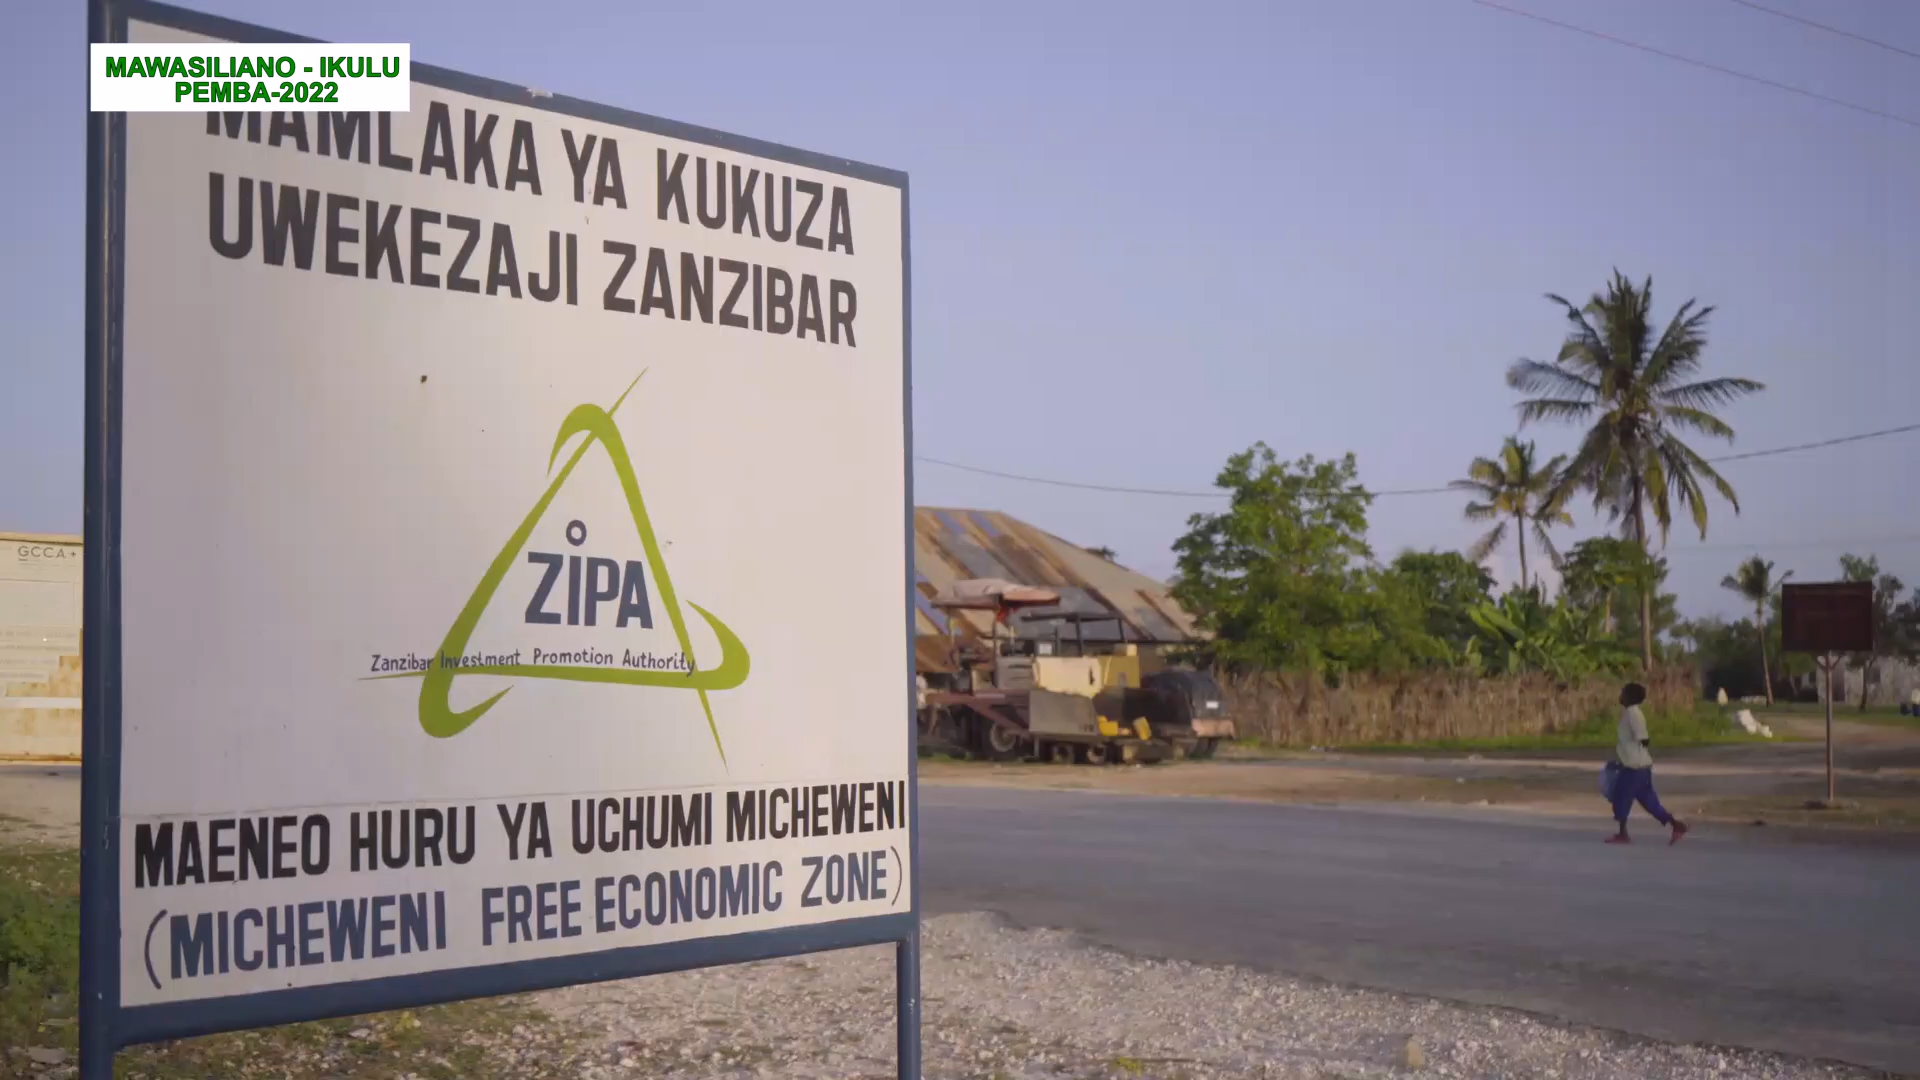 MAWASILIANO - IKULU
PEMBA-2022
MAMLAKA YA KUKUZA
UWEKEZAJI ZANZIBAR
ZIPA
Zanzibar Investment Promotion Authority
MAENEO HURU YA UCHUMI MICHEWENI
(MICHEWENI FREE ECONOMIC ZONE)
GCCA+